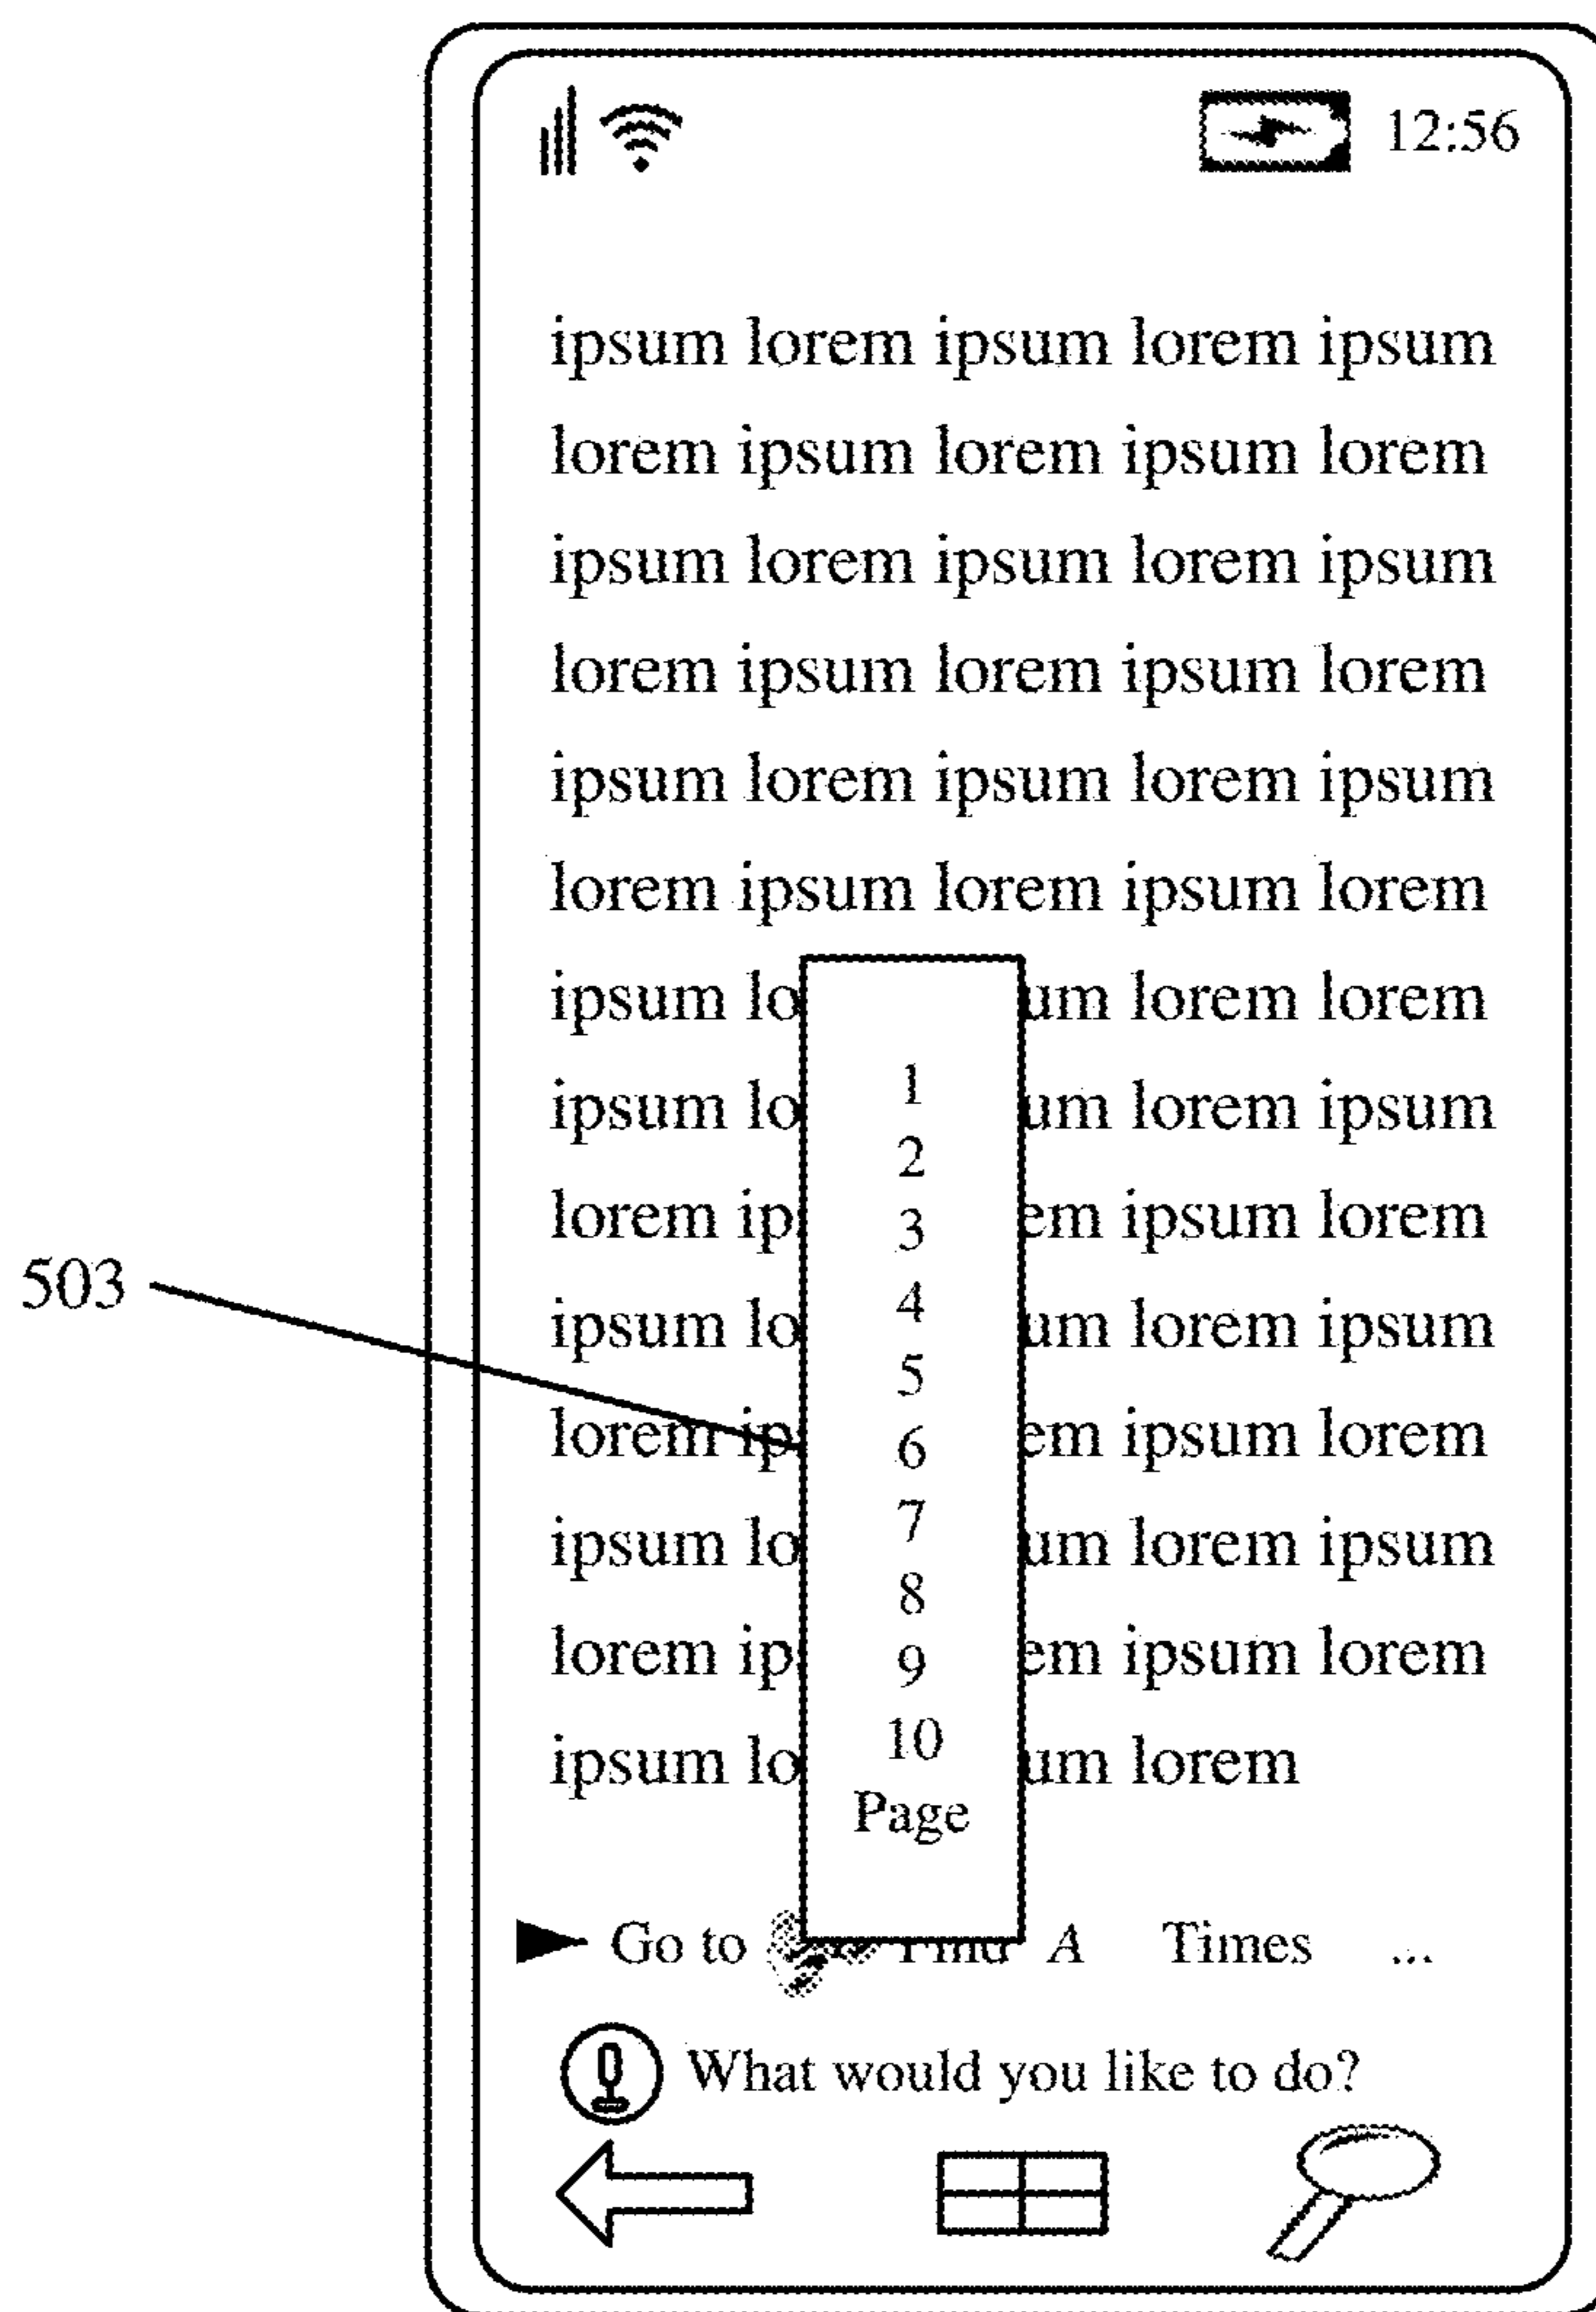 12:56
ipsum lorem ipsum lorem ipsum
lorem ipsum lorem ipsum lorem
ipsum lorem ipsum lorem ipsum
lorem ipsum lorem ipsum lorem
ipsum lorem ipsum lorem ipsum
lorem ipsum lorem ipsum lorem
ipsum lo um lorem lorem
ipsum lo um lorem ipsum
lorem ip em ipsum lorem
ipsum lo um lorem ipsum
lorem ip em ipsum lorem
ipsum lo um lorem ipsum
lorem ip em ipsum lorem
ipsum lo um lorem
1
2
3
4
5
6
7
8
9
10
Page
503
Go to Find A Times ...
What would you like to do?